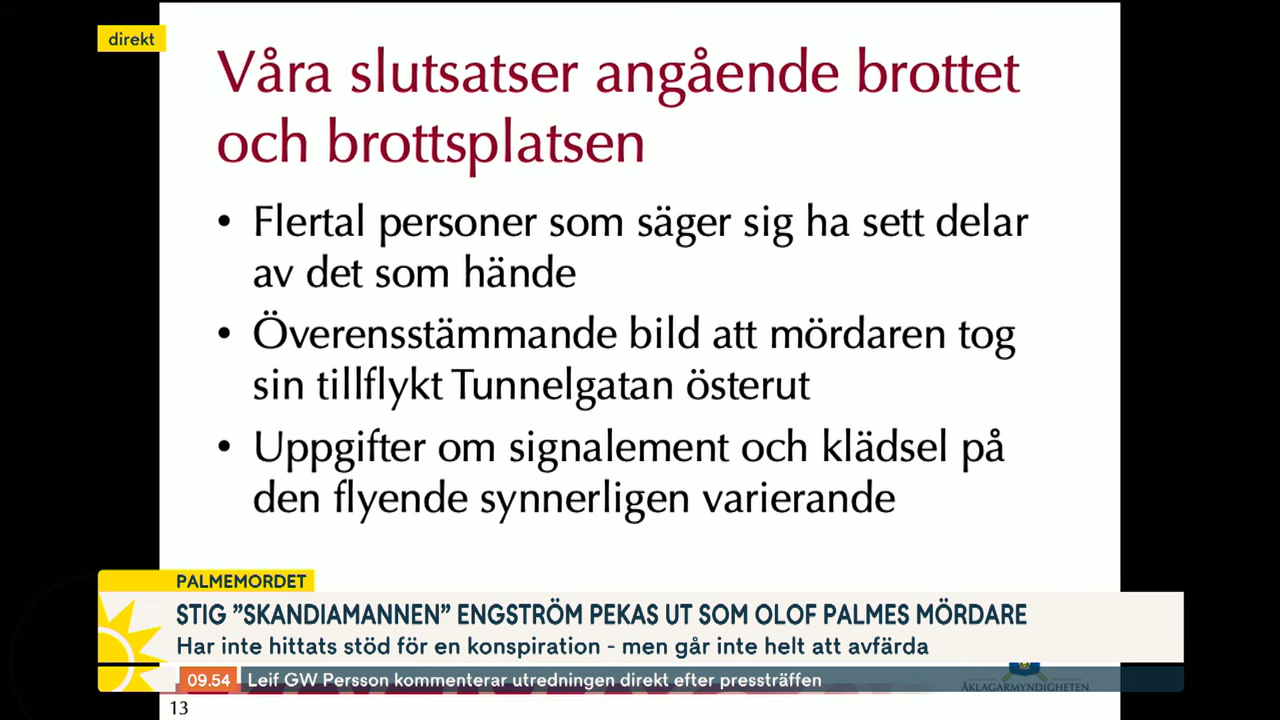 direkt
Våra slutsatser angående brottet
och brottsplatsen
• Flertal personer som säger sig ha sett delar
av det som hände
• Överensstämmande bild att mördaren tog
sin tillflykt Tunnelgatan österut
• Uppgifter om signalement och klädsel på
den flyende synnerligen varierande
PALMEMORDET
STIG ”SKANDIAMANNEN” ENGSTRÖM PEKAS UT SOM OLOF PALMES MÖRDARE
Har inte hittats stöd för en konspiration - men går inte helt att avfärda
09.54 Leif GW Persson kommenterar utredningen direkt efter pressträffen
ÅKLAGARMYNDIGHETEN
13